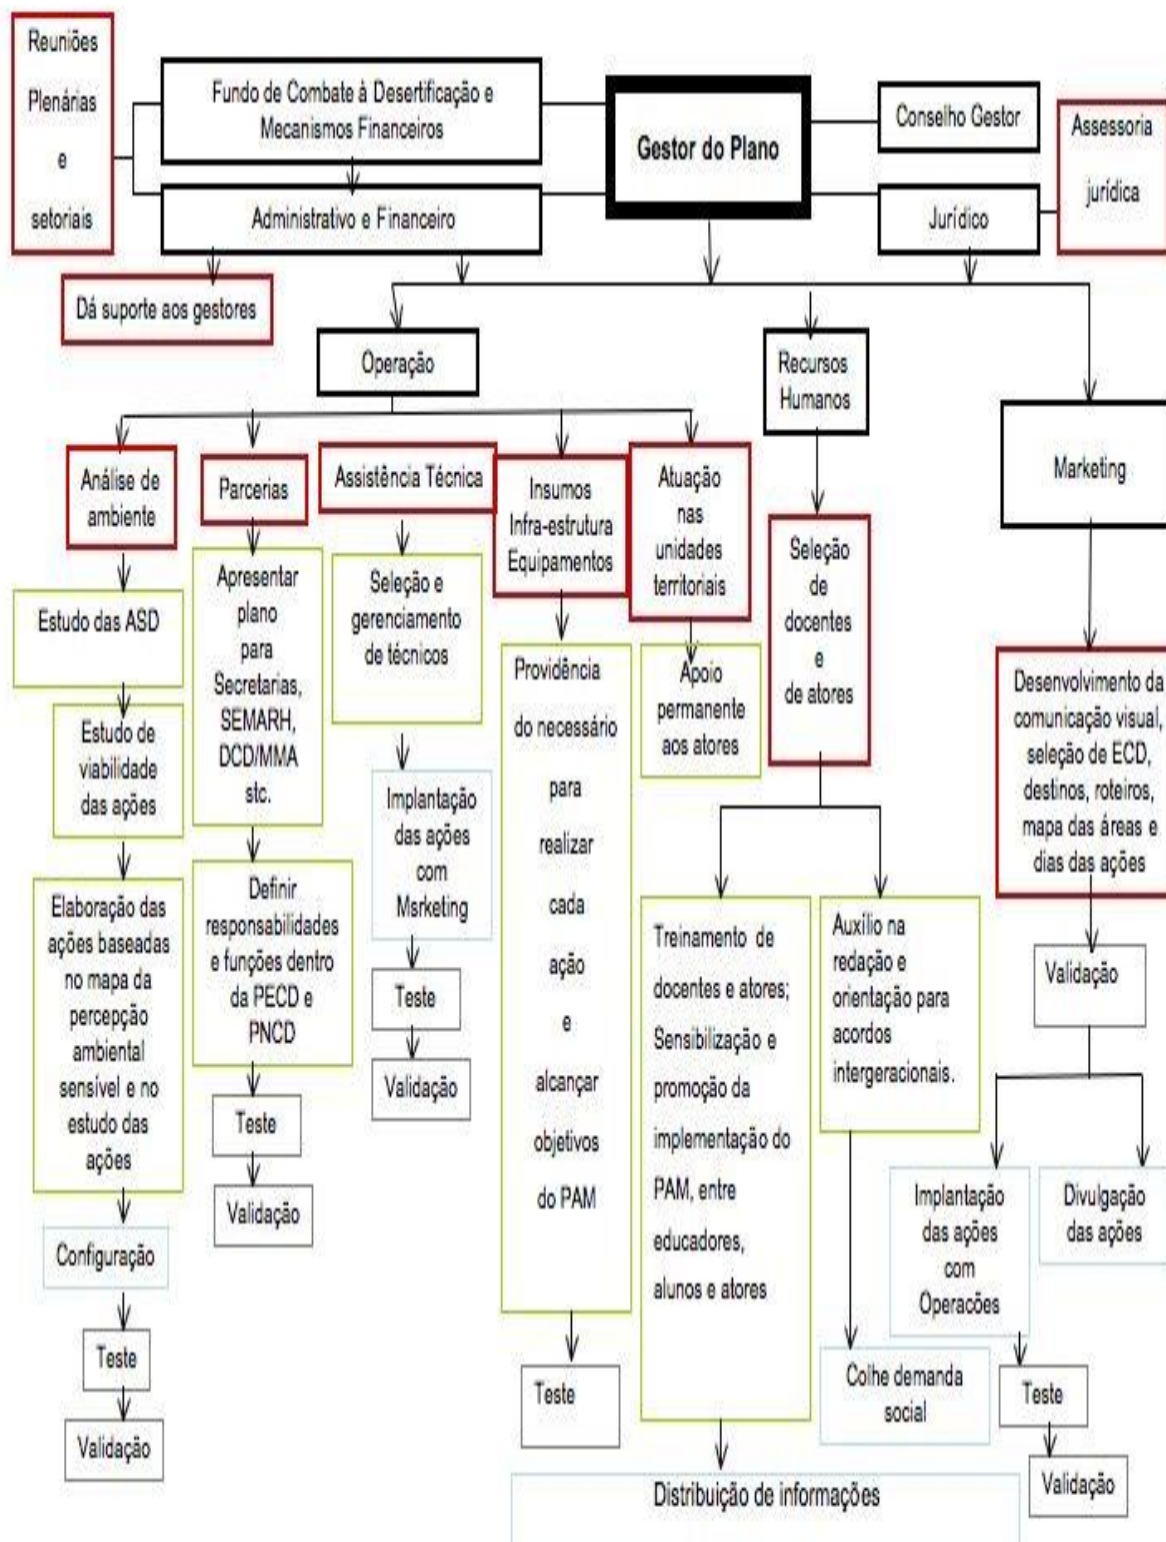 Reuniões
Plenárias
e
setoriais
Fundo de Combate à Desertificação e
Mecanismos Financeiros
Administrativo e Financeiro
Dá suporte aos gestores
Gestor do Plano
Conselho Gestor
Jurídico
Assessoria
jurídica
Operação
Recursos
Humanos
Marketing
Análise de
ambiente
Parcerias
Assistência Técnica
Insumos
Infra-estrutura
Equipamentos
Atuação
nas
unidades
territoriais
Seleção
de
docentes
e
de atores
Desenvolvimento da
comunicação visual,
seleção de ECD,
destinos, roteiros,
mapa das áreas e
dias das ações
Estudo das ASD
Estudo de
viabilidade
das ações
Elaboração das
ações baseadas
no mapa da
percepção
ambiental
sensível e no
estudo das
ações
Configuração
Teste
Validação
Apresentar
plano
para
Secretarias,
SEMARH,
DCD/MMA
stc.
Definir
responsabilidades
e funções dentro
da PECD e
PNCD
Teste
Validação
Seleção e
gerenciamento
de técnicos
Implantação
das ações
com
Msrketing
Teste
Validação
Providência
do necessário
para
realizar
cada
ação
e
alcançar
objetivos
do PAM
Teste
Apoio
permanente
aos atores
Treinamento de
docentes e atores;
Sensibilização e
promoção da
implementação do
PAM, entre
educadores,
alunos e atores
Distribuição de informações
Auxílio na
redação e
orientação para
acordos
intergeracionais.
Colhe demanda
social
Validação
Implantação
das ações
com
Operacões
Divulgação
das ações
Teste
Validação